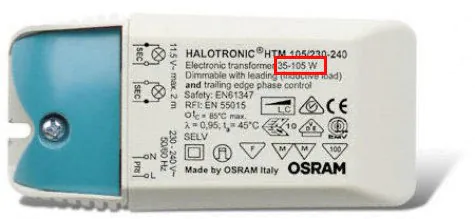 HALOTRONIC® HTM 105/230-240
Electronic transformer 35-105 W
Dimmable with leading (inductive load)
and trailing edge phase control
Safety: EN61347
RFI: EN 55015
tc = 85°C max.
λ = 0,95; ta = 45°C
SELV
Made by OSRAM Italy
OSRAM
SEC
SEC
11.5 V~ max. 2 m
230 - 240 V~
50/60 Hz
PRI
N
L
L,C
F
M
M
100